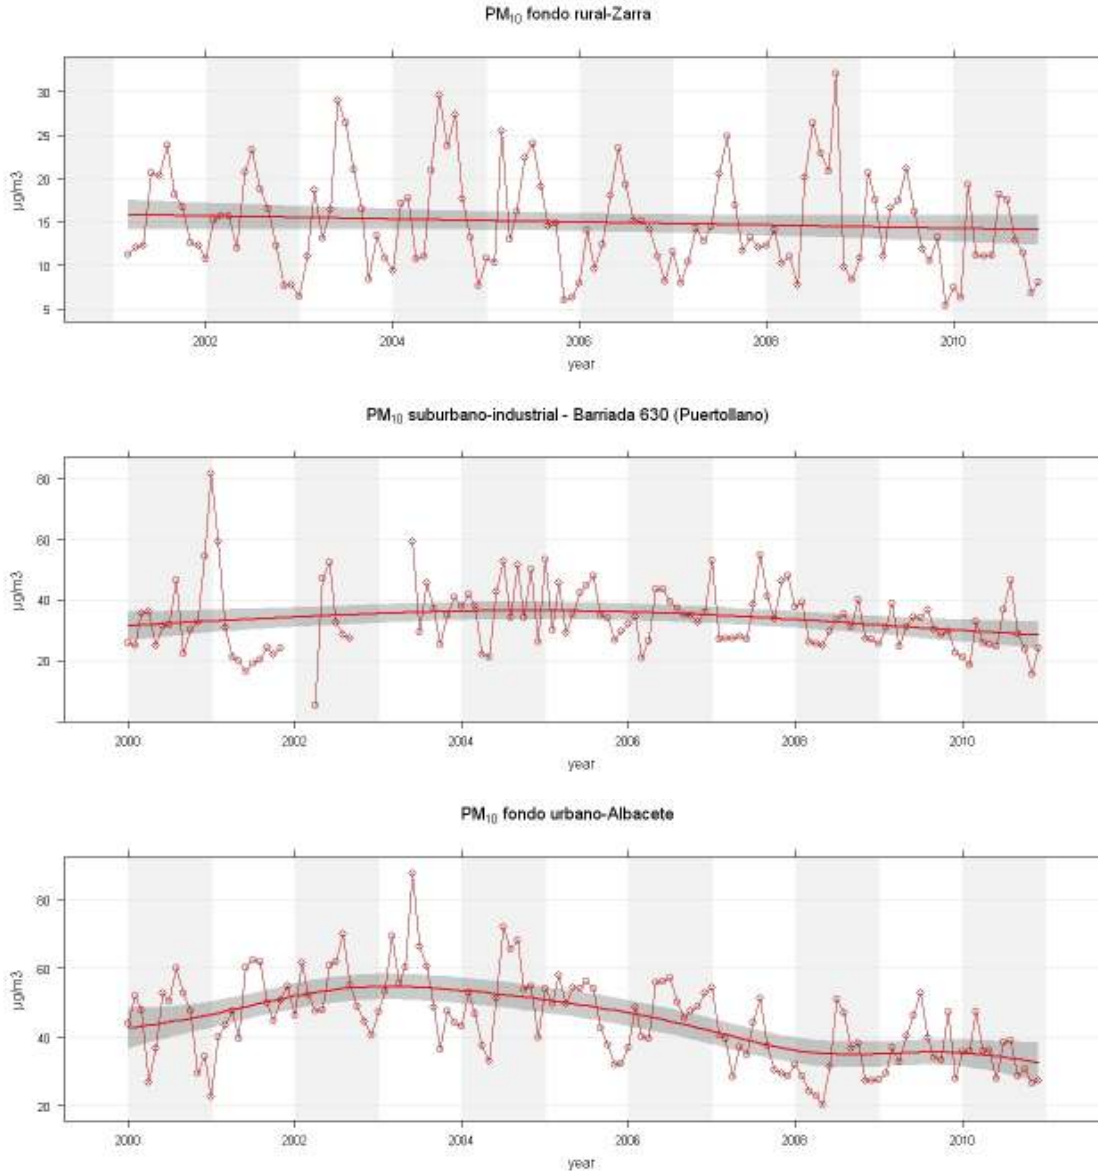 PM₁₀ fondo rural-Zarra
30
25
20
15
10
5
µg/m3
2002 2004 2006 2008 2010
year
PM₁₀ suburbano-industrial - Barriada 630 (Puertollano)
80
60
40
20
µg/m3
2000 2002 2004 2006 2008 2010
year
PM₁₀ fondo urbano-Albacete
80
60
40
20
µg/m3
2000 2002 2004 2006 2008 2010
year